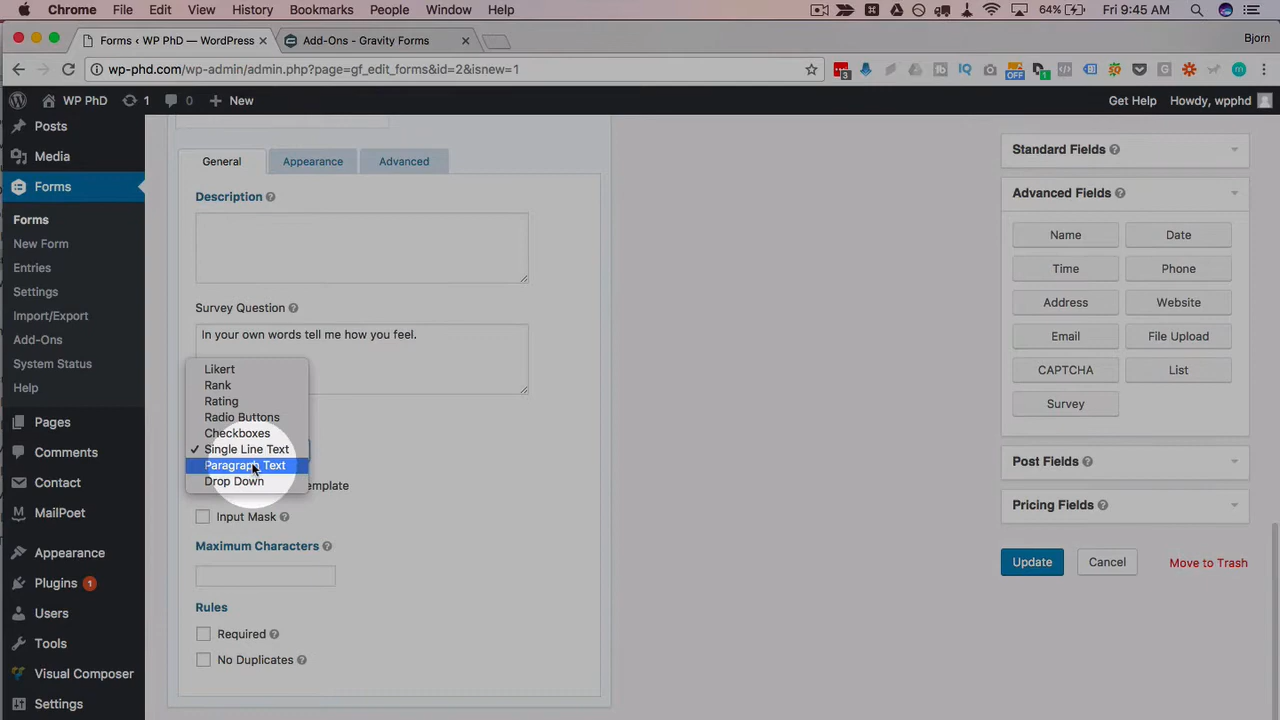 Chrome File Edit View History Bookmarks People Window Help 64% Fri 9:45 AM
Forms ‹ WP PhD — WordPress Add-Ons - Gravity Forms Bjorn
wp-phd.com/wp-admin/admin.php?page=gf_edit_forms&id=2&isnew=1
3 OFF 1
WP PhD 1 0 New Get Help Howdy, wpphd
Posts
Media
Forms
Forms
New Form
Entries
Settings
Import/Export
Add-Ons
System Status
Help
Pages
Comments
Contact
MailPoet
Appearance
Plugins 1
Users
Tools
Visual Composer
Settings
General Appearance Advanced
Description
Survey Question
In your own words tell me how you feel.
Likert
Rank
Rating
Radio Buttons
Checkboxes
✓ Single Line Text
Paragraph Text
Drop Down
emplate
Input Mask
Maximum Characters
Rules
Required
No Duplicates
Standard Fields
Advanced Fields
Name Date
Time Phone
Address Website
Email File Upload
CAPTCHA List
Survey
Post Fields
Pricing Fields
Update Cancel Move to Trash